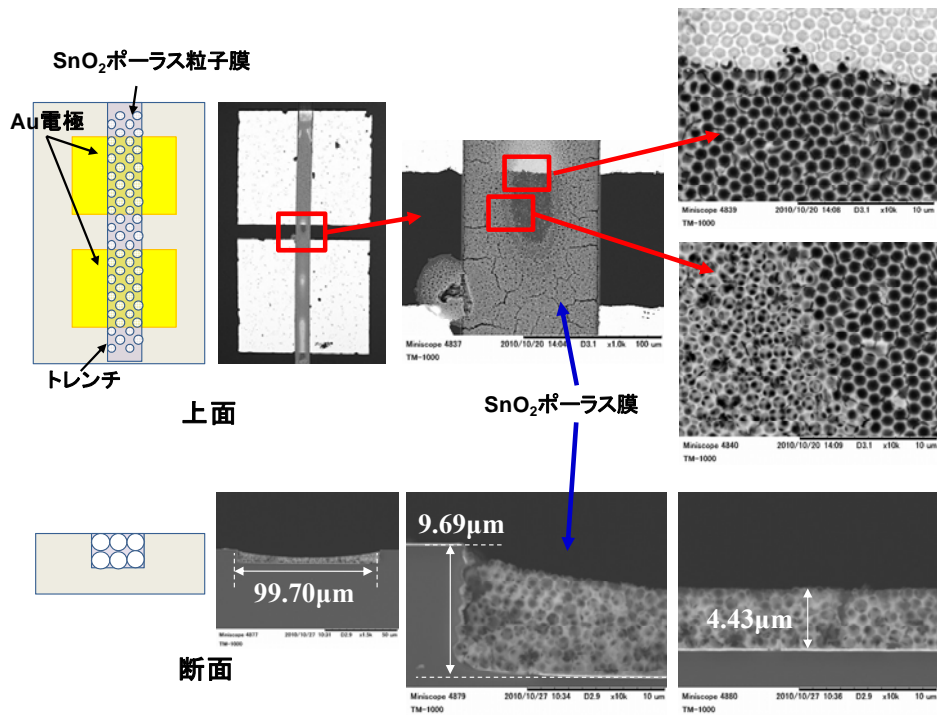 SnO2ポーラス粒子膜
Au電極
トレンチ
上面
Miniscope 4837 2010/10/20 14:04 D3.1 x1.0k 100 um
TM-1000
Miniscope 4839 2010/10/20 14:08 D3.1 x10k 10 um
TM-1000
Miniscope 4840 2010/10/20 14:09 D3.1 x10k 10 um
TM-1000
SnO2ポーラス膜
99.70μm
Miniscope 4877 2010/10/27 10:31 D2.9 x1.5k 50 um
TM-1000
9.69μm
Miniscope 4879 2010/10/27 10:34 D2.9 x10k 10 um
TM-1000
4.43μm
Miniscope 4880 2010/10/27 10:36 D2.9 x10k 10 um
TM-1000
断面